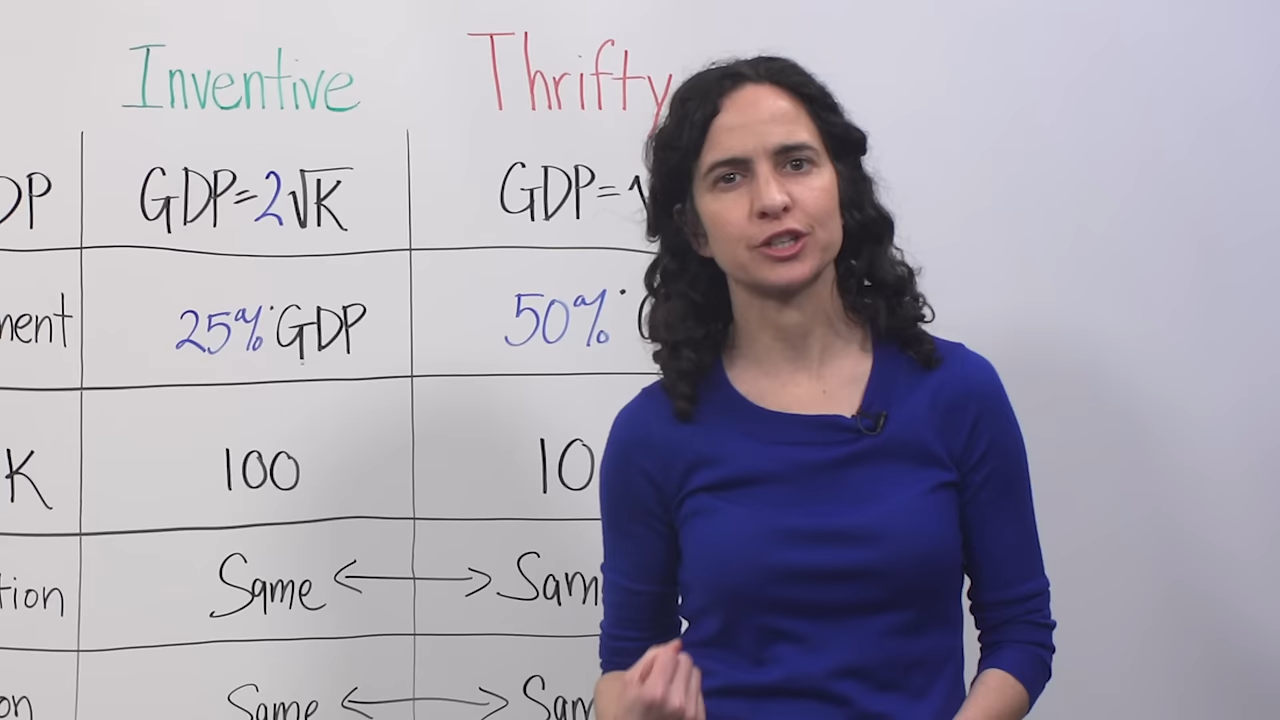 Inventive Thrifty
DP GDP=2√K GDP=√
ment 25%·GDP 50%·
K 100 10
tion Same ↔ Sam
on Same ↔ Sam